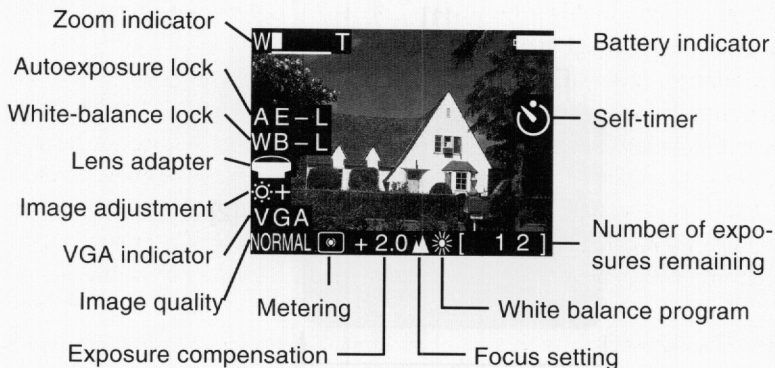 Zoom indicator
Autoexposure lock
White-balance lock
Lens adapter
Image adjustment
VGA indicator
Image quality
Metering
Exposure compensation
Focus setting
White balance program
Number of expo-
sures remaining
Self-timer
Battery indicator
W T
AE-L
WB-L
+
VGA
NORMAL + 2.0 [ 12 ]